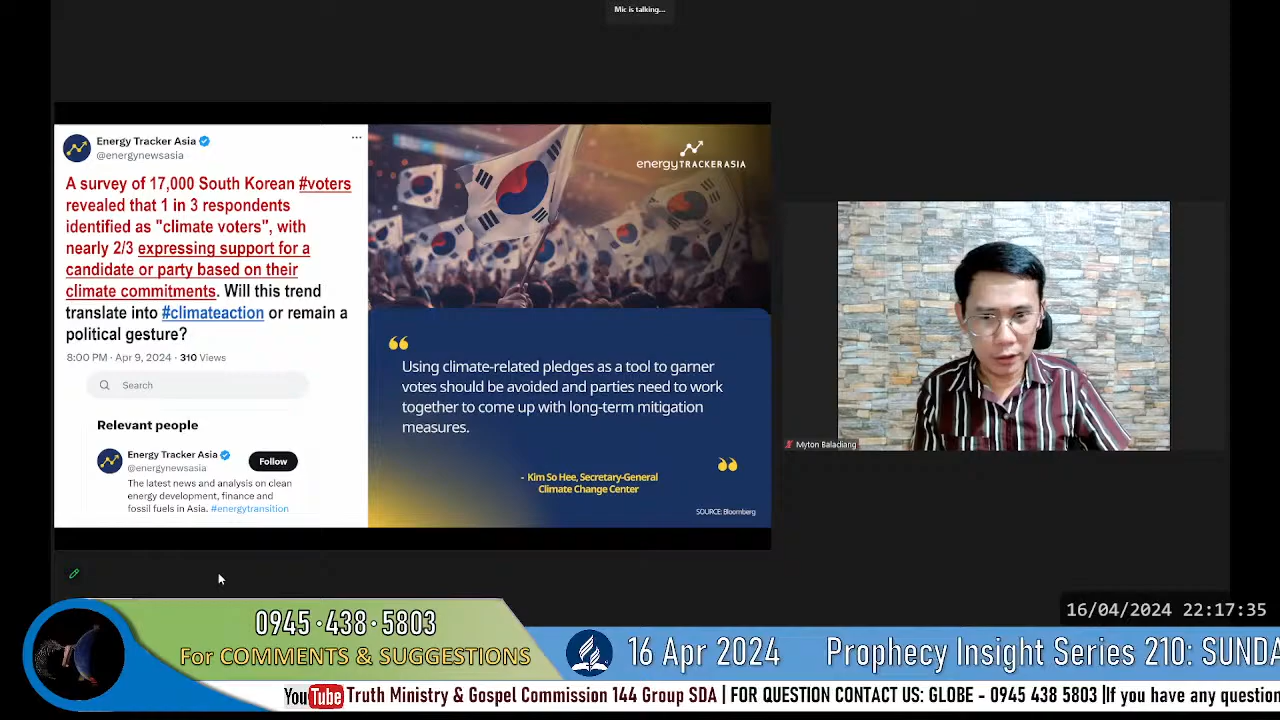 Mic is talking...
Energy Tracker Asia
@energynewsasia
A survey of 17,000 South Korean #voters
revealed that 1 in 3 respondents
identified as "climate voters", with
nearly 2/3 expressing support for a
candidate or party based on their
climate commitments. Will this trend
translate into #climateaction or remain a
political gesture?
8:00 PM · Apr 9, 2024 · 310 Views
Search
Relevant people
Energy Tracker Asia
@energynewsasia
Follow
The latest news and analysis on clean
energy development, finance and
fossil fuels in Asia. #energytransition
energyTRACKERASIA
“
Using climate-related pledges as a tool to garner
votes should be avoided and parties need to work
together to come up with long-term mitigation
measures.
”
- Kim So Hee, Secretary-General
Climate Change Center
SOURCE: Bloomberg
Myton Baladjang
16/04/2024 22:17:35
0945·438·5803
For COMMENTS & SUGGESTIONS
16 Apr 2024 Prophecy Insight Series 210: SUNDA
YouTube Truth Ministry & Gospel Commission 144 Group SDA | FOR QUESTION CONTACT US: GLOBE - 0945 438 5803 |If you have any question